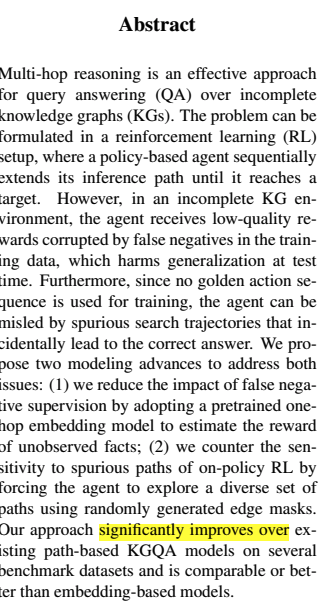 Abstract
Multi-hop reasoning is an effective approach
for query answering (QA) over incomplete
knowledge graphs (KGs). The problem can be
formulated in a reinforcement learning (RL)
setup, where a policy-based agent sequentially
extends its inference path until it reaches a
target. However, in an incomplete KG en-
vironment, the agent receives low-quality re-
wards corrupted by false negatives in the train-
ing data, which harms generalization at test
time. Furthermore, since no golden action se-
quence is used for training, the agent can be
misled by spurious search trajectories that in-
cidentally lead to the correct answer. We pro-
pose two modeling advances to address both
issues: (1) we reduce the impact of false nega-
tive supervision by adopting a pretrained one-
hop embedding model to estimate the reward
of unobserved facts; (2) we counter the sen-
sitivity to spurious paths of on-policy RL by
forcing the agent to explore a diverse set of
paths using randomly generated edge masks.
Our approach significantly improves over ex-
isting path-based KGQA models on several
benchmark datasets and is comparable or bet-
ter than embedding-based models.